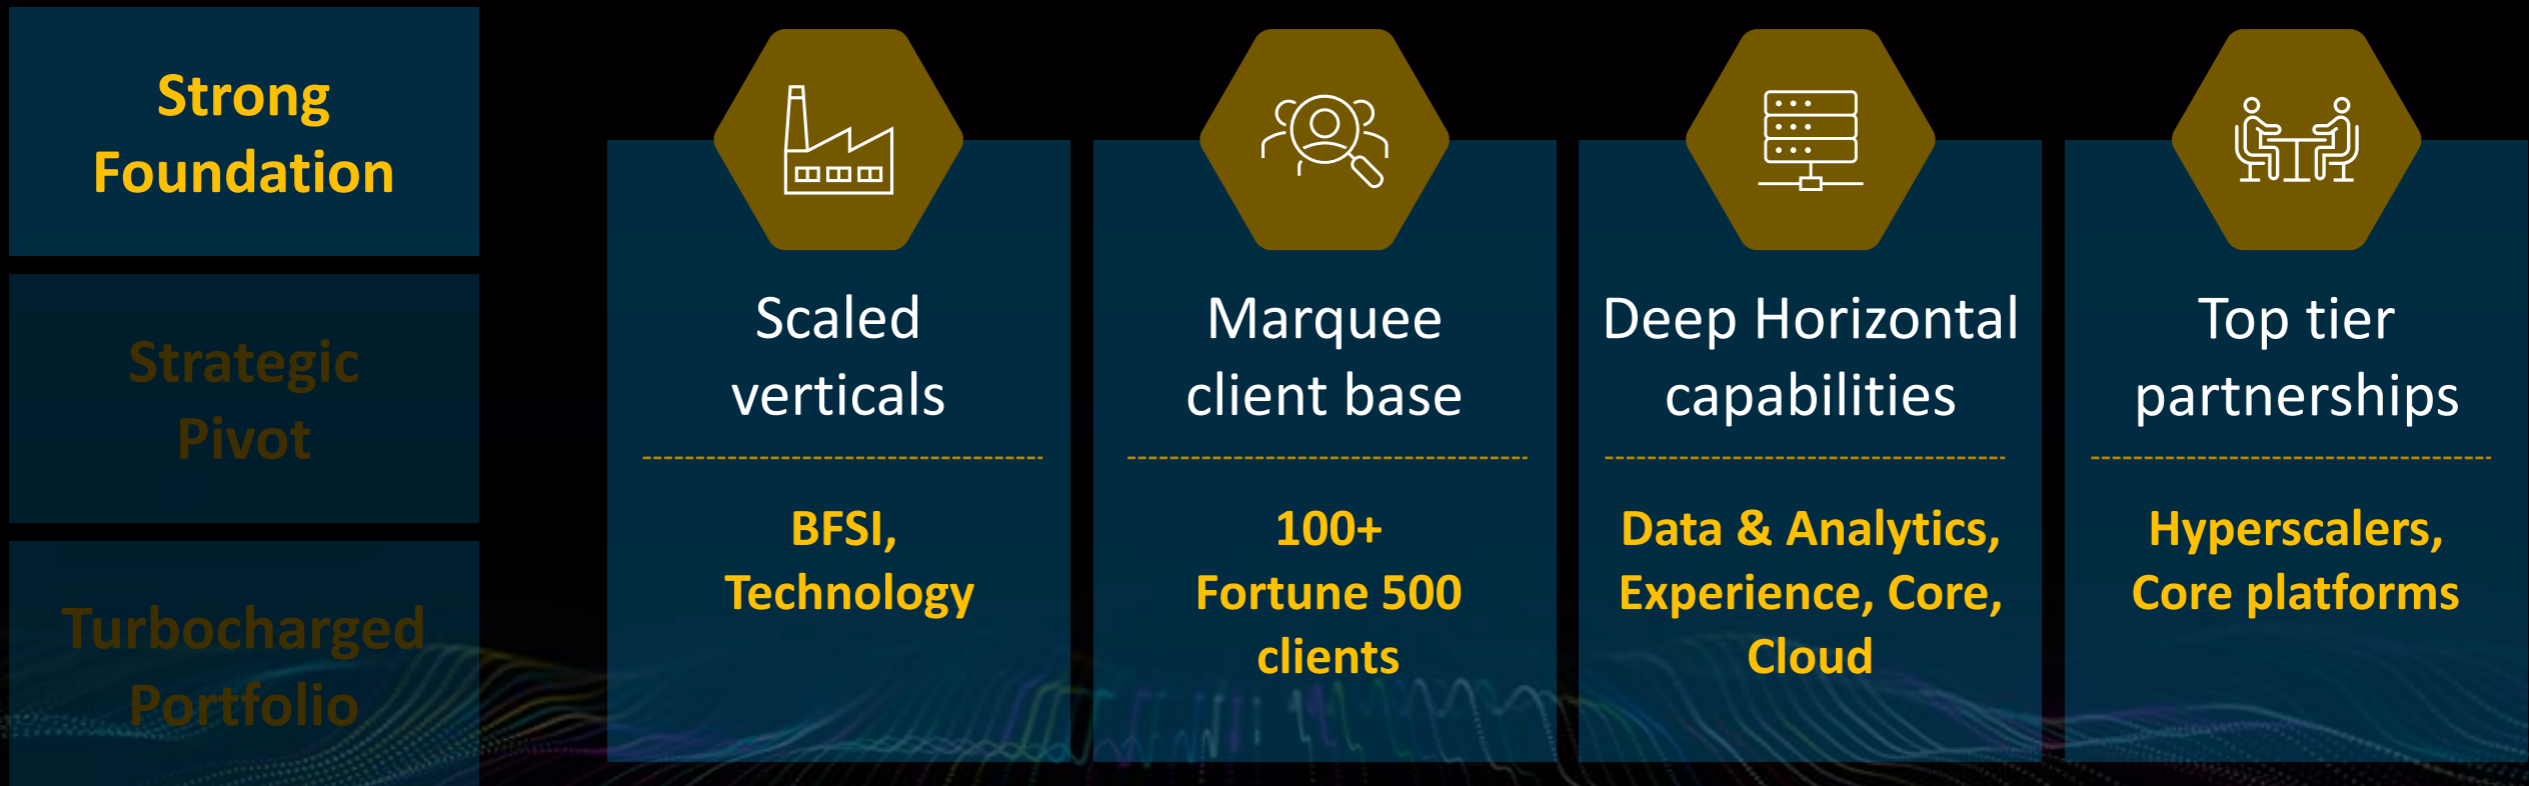 Strong
Foundation
Strategic
Pivot
Turbocharged
Portfolio
Scaled
verticals
BFSI,
Technology
Marquee
client base
100+
Fortune 500
clients
Deep Horizontal
capabilities
Data & Analytics,
Experience, Core,
Cloud
Top tier
partnerships
Hyperscalers,
Core platforms